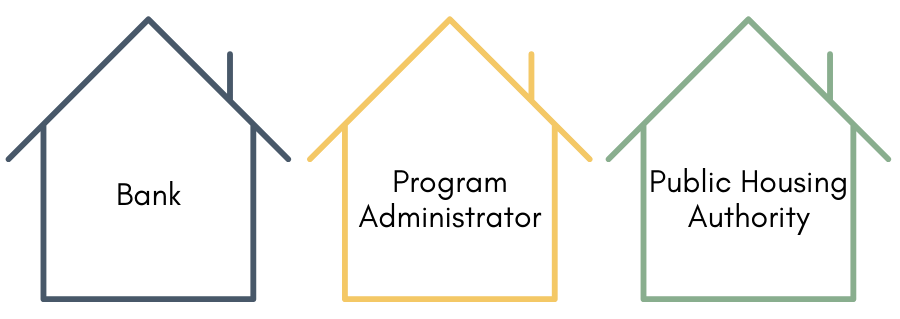 Bank
Program
Administrator
Public Housing
Authority